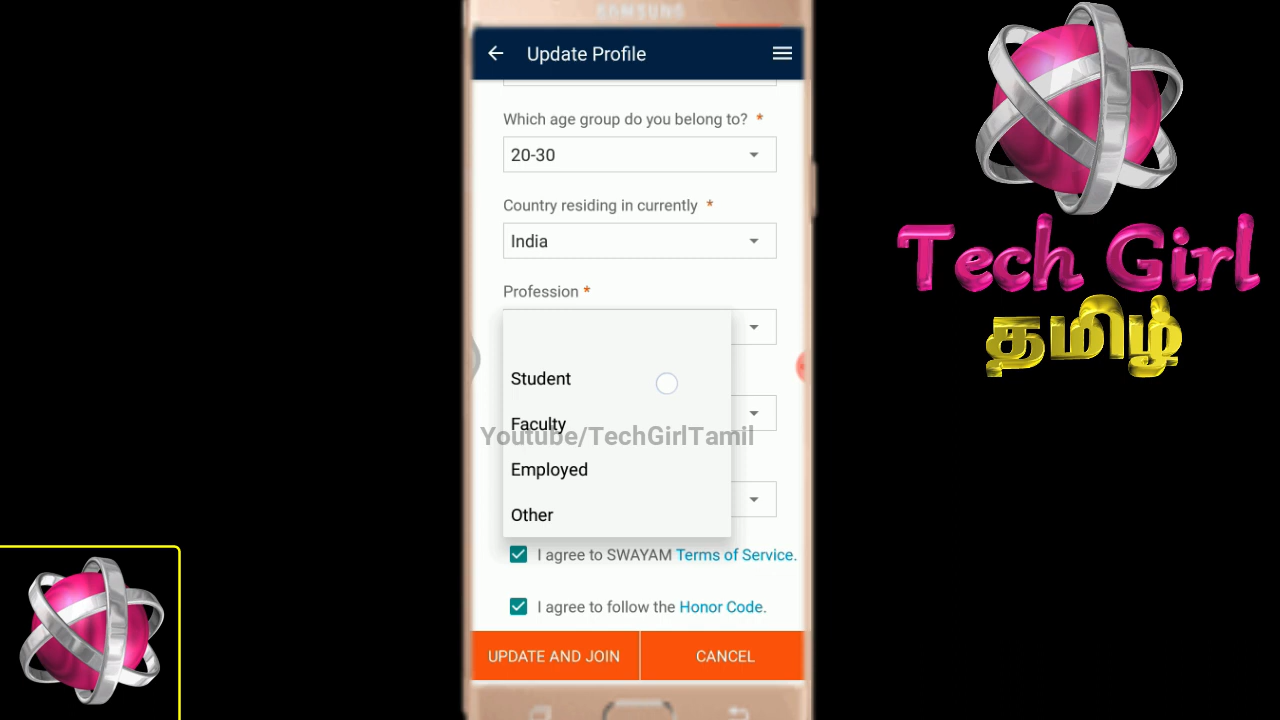 SAMSUNG
Update Profile
Which age group do you belong to? *
20-30
Country residing in currently *
India
Profession *
Student
Faculty
Employed
Other
Youtube/TechGirlTamil
I agree to SWAYAM Terms of Service.
I agree to follow the Honor Code.
UPDATE AND JOIN
CANCEL
Tech Girl
தமிழ்